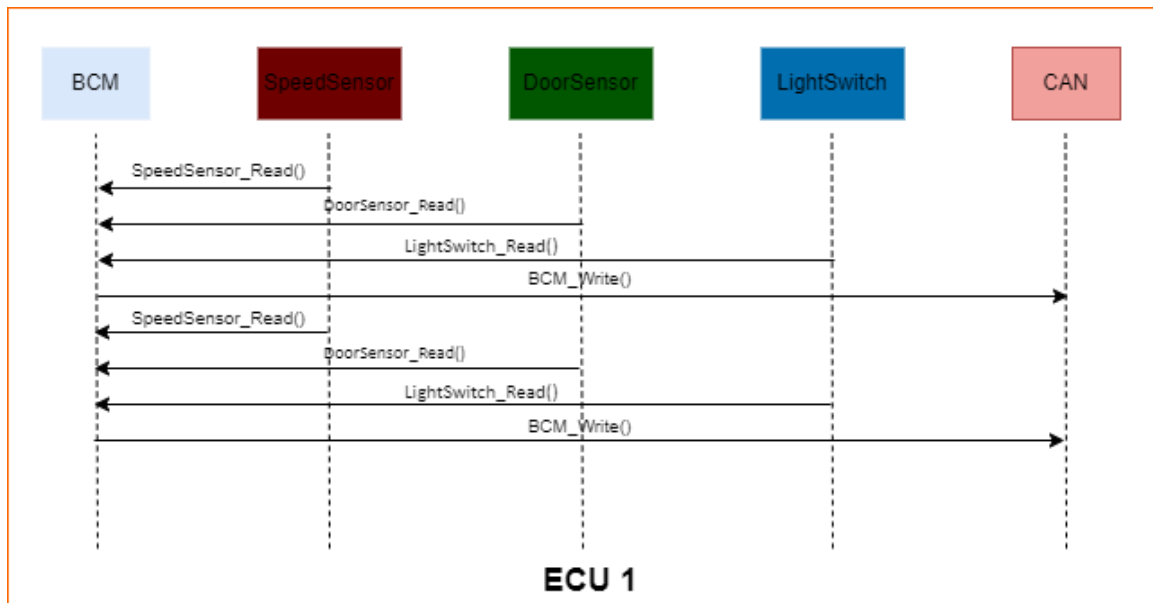 BCM
SpeedSensor
DoorSensor
LightSwitch
CAN
SpeedSensor_Read()
DoorSensor_Read()
LightSwitch_Read()
BCM_Write()
SpeedSensor_Read()
DoorSensor_Read()
LightSwitch_Read()
BCM_Write()
ECU 1